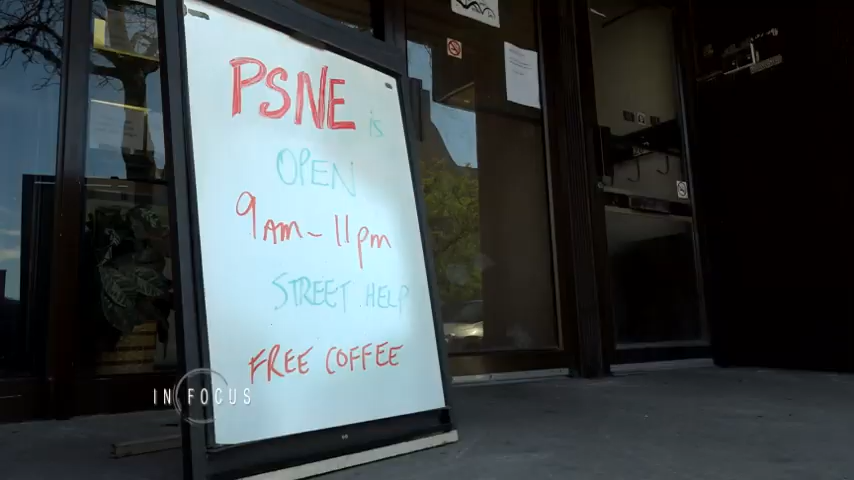 PSNE is
OPEN
9am - 11pm
STREET HELP
FREE COFFEE
IN FOCUS